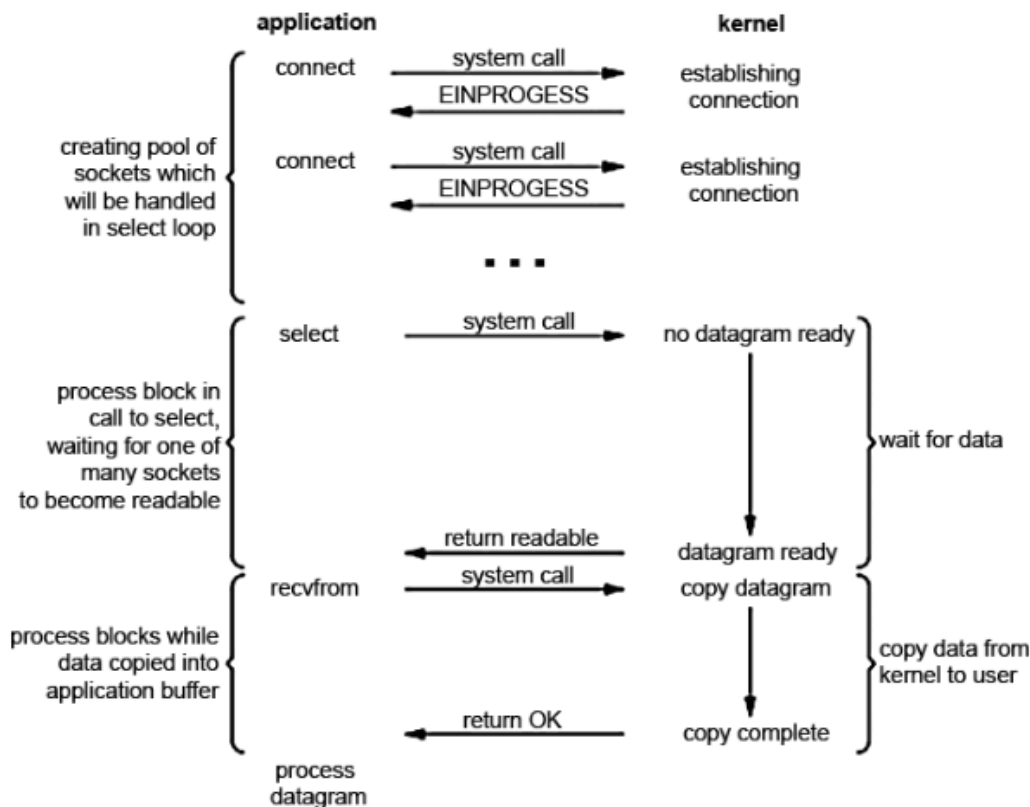 application
kernel
connect
system call
establishing
connection
EINPROGESS
creating pool of
sockets which
will be handled
in select loop
connect
system call
establishing
connection
EINPROGESS
...
select
system call
no datagram ready
process block in
call to select,
waiting for one of
many sockets
to become readable
wait for data
return readable
datagram ready
recvfrom
system call
copy datagram
process blocks while
data copied into
application buffer
copy data from
kernel to user
return OK
copy complete
process
datagram